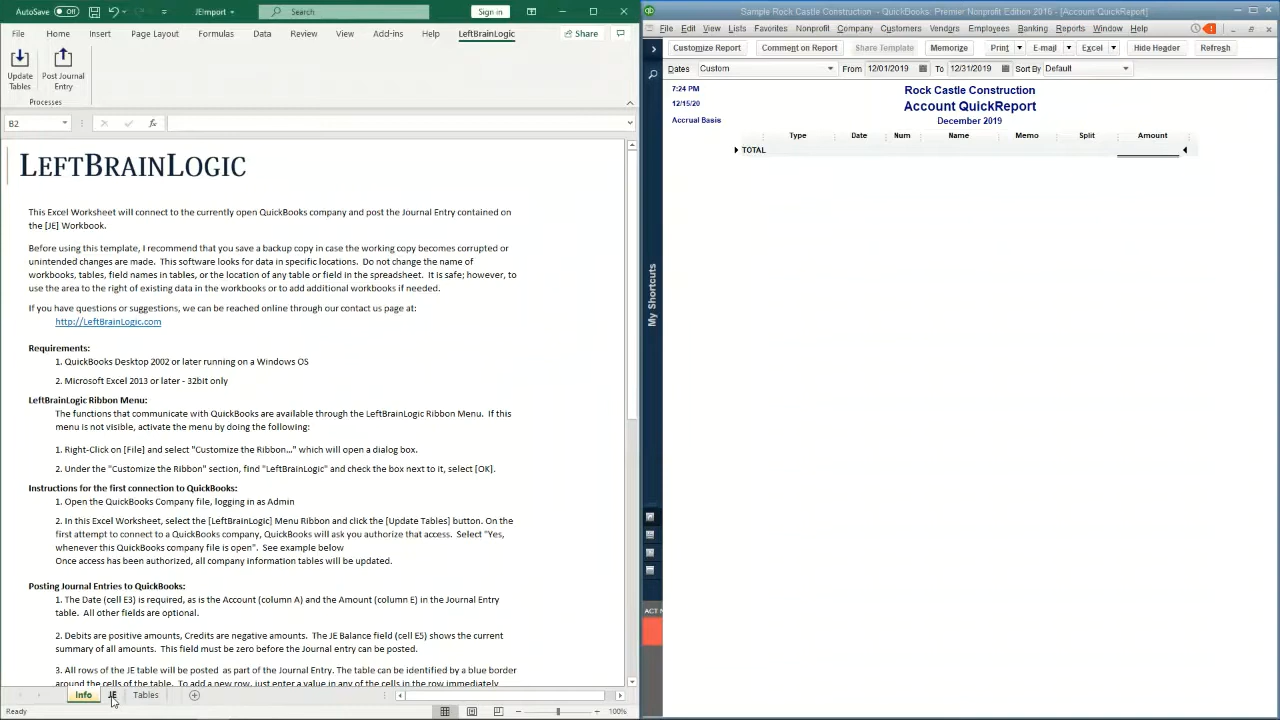 AutoSave Off JEmport Search Sign in
File Home Insert Page Layout Formulas Data Review View Add-ins Help LeftBrainLogic Share
Update Tables
Post Journal Entry
Processes
B2 fx
LEFTBRAINLOGIC
This Excel Worksheet will connect to the currently open QuickBooks company and post the Journal Entry contained on
the [JE] Workbook.
Before using this template, I recommend that you save a backup copy in case the working copy becomes corrupted or
unintended changes are made. This software looks for data in specific locations. Do not change the name of
workbooks, tables, field names in tables, or the location of any table or field in the spreadsheet. It is safe; however, to
use the area to the right of existing data in the workbooks or to add additional workbooks if needed.
If you have questions or suggestions, we can be reached online through our contact us page at:
http://LeftBrainLogic.com
Requirements:
1. QuickBooks Desktop 2002 or later running on a Windows OS
2. Microsoft Excel 2013 or later - 32bit only
LeftBrainLogic Ribbon Menu:
The functions that communicate with QuickBooks are available through the LeftBrainLogic Ribbon Menu. If this
menu is not visible, activate the menu by doing the following:
1. Right-Click on [File] and select "Customize the Ribbon..." which will open a dialog box.
2. Under the "Customize the Ribbon" section, find "LeftBrainLogic" and check the box next to it, select [OK].
Instructions for the first connection to QuickBooks:
1. Open the QuickBooks Company file, logging in as Admin
2. In this Excel Worksheet, select the [LeftBrainLogic] Menu Ribbon and click the [Update Tables] button. On the
first attempt to connect to a QuickBooks company, QuickBooks will ask you authorize that access. Select "Yes,
whenever this QuickBooks company file is open". See example below
Once access has been authorized, all company information tables will be updated.
Posting Journal Entries to QuickBooks:
1. The Date (cell E3) is required, as is the Account (column A) and the Amount (column E) in the Journal Entry
table. All other fields are optional.
2. Debits are positive amounts, Credits are negative amounts. The JE Balance field (cell E5) shows the current
summary of all amounts. This field must be zero before the Journal Entry can be posted.
3. All rows of the JE table will be posted as part of the Journal Entry. The table can be identified by a blue border
around the cells of the table. To add a new row, just enter a value in any of the cells in the row immediately
Info JE Tables
Ready 100%
Sample Rock Castle Construction - QuickBooks: Premier Nonprofit Edition 2016 - [Account QuickReport]
File Edit View Lists Favorites Nonprofit Company Customers Vendors Employees Banking Reports Window Help
Customize Report Comment on Report Share Template Memorize Print E-mail Excel Hide Header Refresh
Dates Custom From 12/01/2019 To 12/31/2019 Sort By Default
7:24 PM Rock Castle Construction
12/15/20 Account QuickReport
Accrual Basis December 2019
Type Date Num Name Memo Split Amount
TOTAL
My Shortcuts